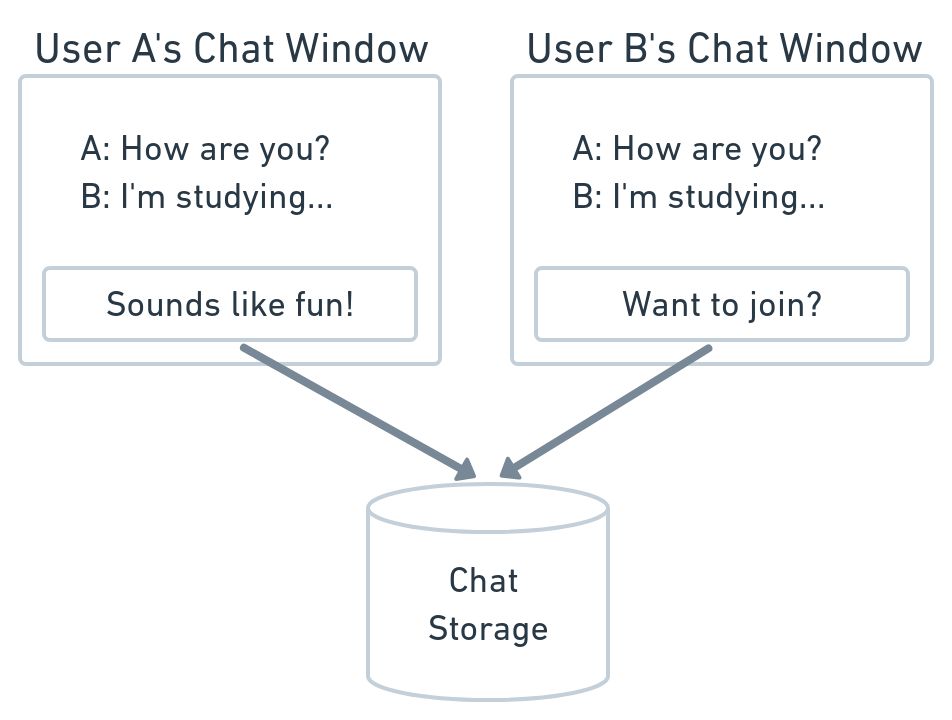 User A's Chat Window
A: How are you?
B: I'm studying...
Sounds like fun!
User B's Chat Window
A: How are you?
B: I'm studying...
Want to join?
Chat
Storage